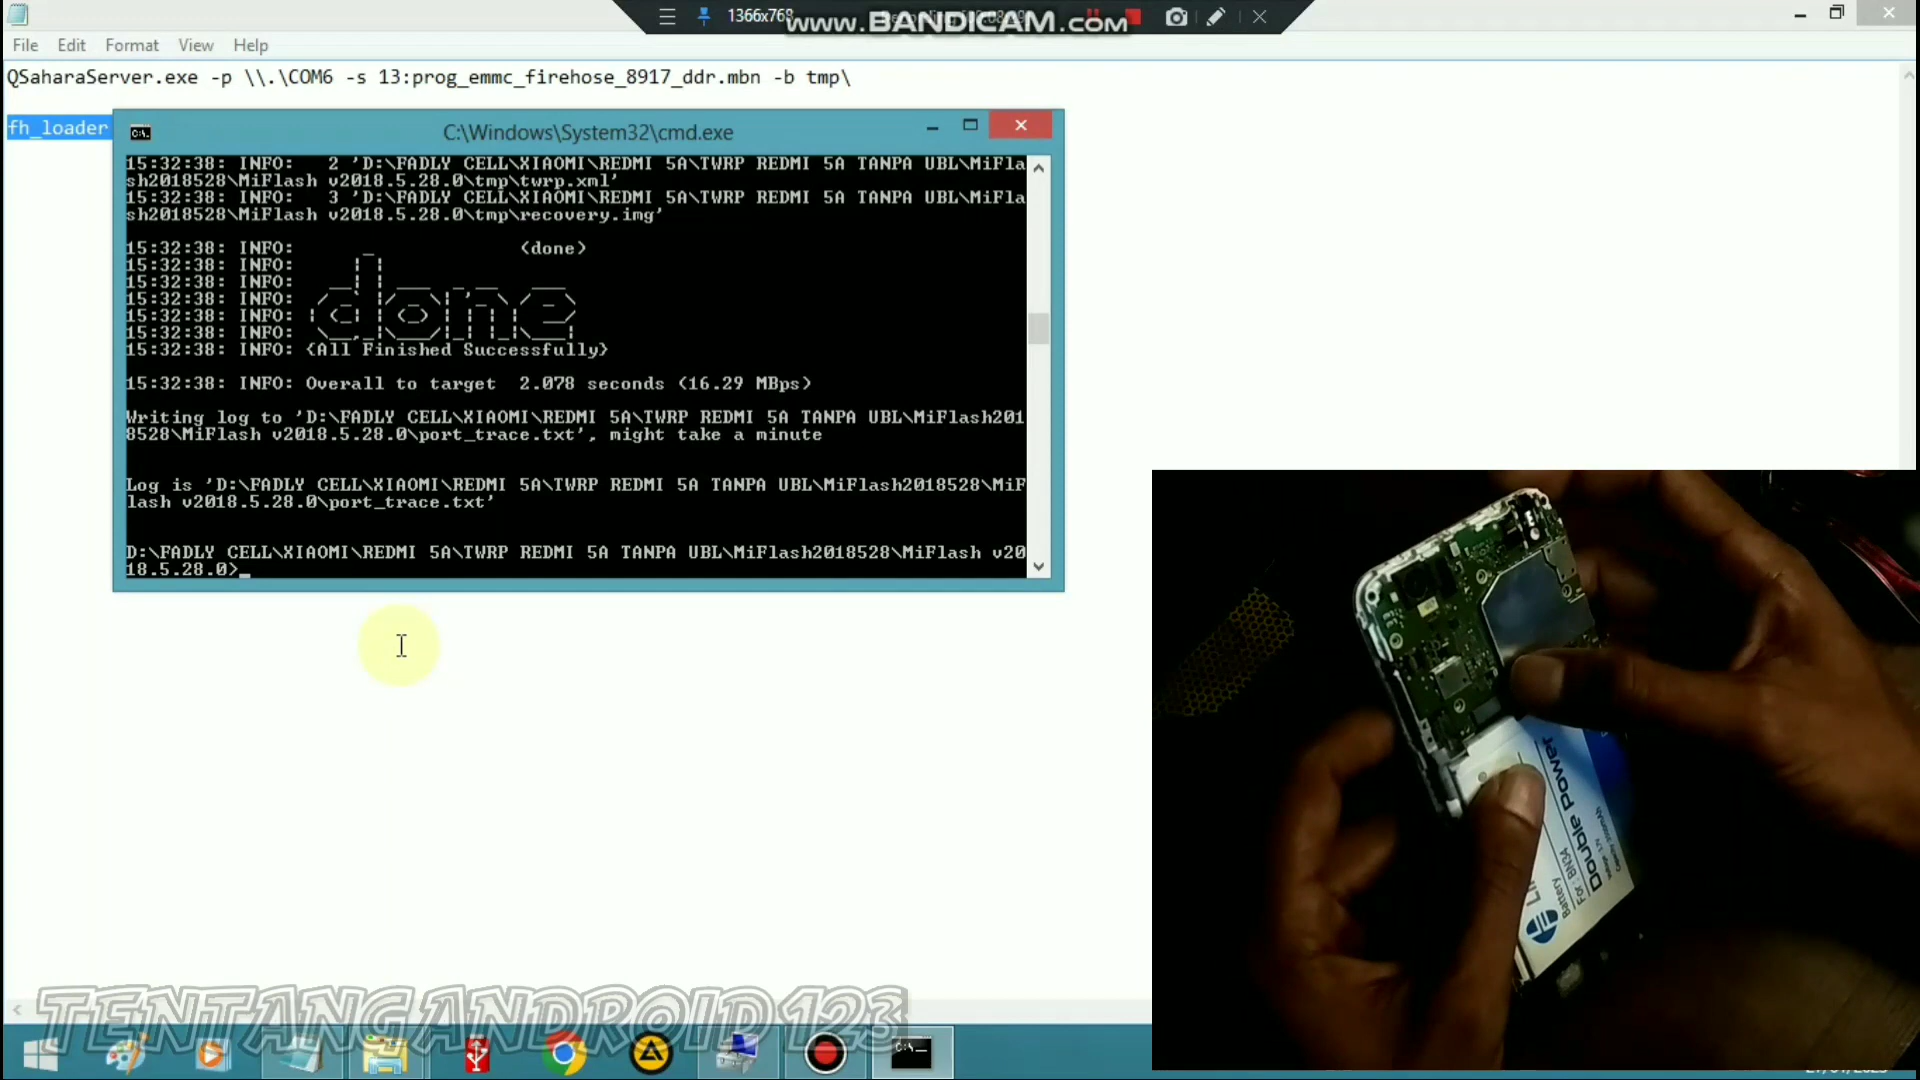 1366x768
www.BANDICAM.com
File Edit Format View Help
QSaharaServer.exe -p \\.\COM6 -s 13:prog_emmc_firehose_8917_ddr.mbn -b tmp\
fh_loader
C:\Windows\System32\cmd.exe
15:32:38: INFO:   2 'D:\FADLY CELL\XIAOMI\REDMI 5A\TWRP REDMI 5A TANPA UBL\MiFla
sh2018528\MiFlash v2018.5.28.0\tmp\twrp.xml'
15:32:38: INFO:   3 'D:\FADLY CELL\XIAOMI\REDMI 5A\TWRP REDMI 5A TANPA UBL\MiFla
sh2018528\MiFlash v2018.5.28.0\tmp\recovery.img'
15:32:38: INFO: _ (done)
15:32:38: INFO:
15:32:38: INFO:
15:32:38: INFO:
15:32:38: INFO: done
15:32:38: INFO:
15:32:38: INFO: {All Finished Successfully}
15:32:38: INFO: Overall to target  2.078 seconds (16.29 MBps)
Writing log to 'D:\FADLY CELL\XIAOMI\REDMI 5A\TWRP REDMI 5A TANPA UBL\MiFlash201
8528\MiFlash v2018.5.28.0\port_trace.txt', might take a minute
Log is 'D:\FADLY CELL\XIAOMI\REDMI 5A\TWRP REDMI 5A TANPA UBL\MiFlash2018528\MiF
lash v2018.5.28.0\port_trace.txt'
D:\FADLY CELL\XIAOMI\REDMI 5A\TWRP REDMI 5A TANPA UBL\MiFlash2018528\MiFlash v20
18.5.28.0>_
Double Power
For : BN34
Battery
TENTANG ANDROID 123